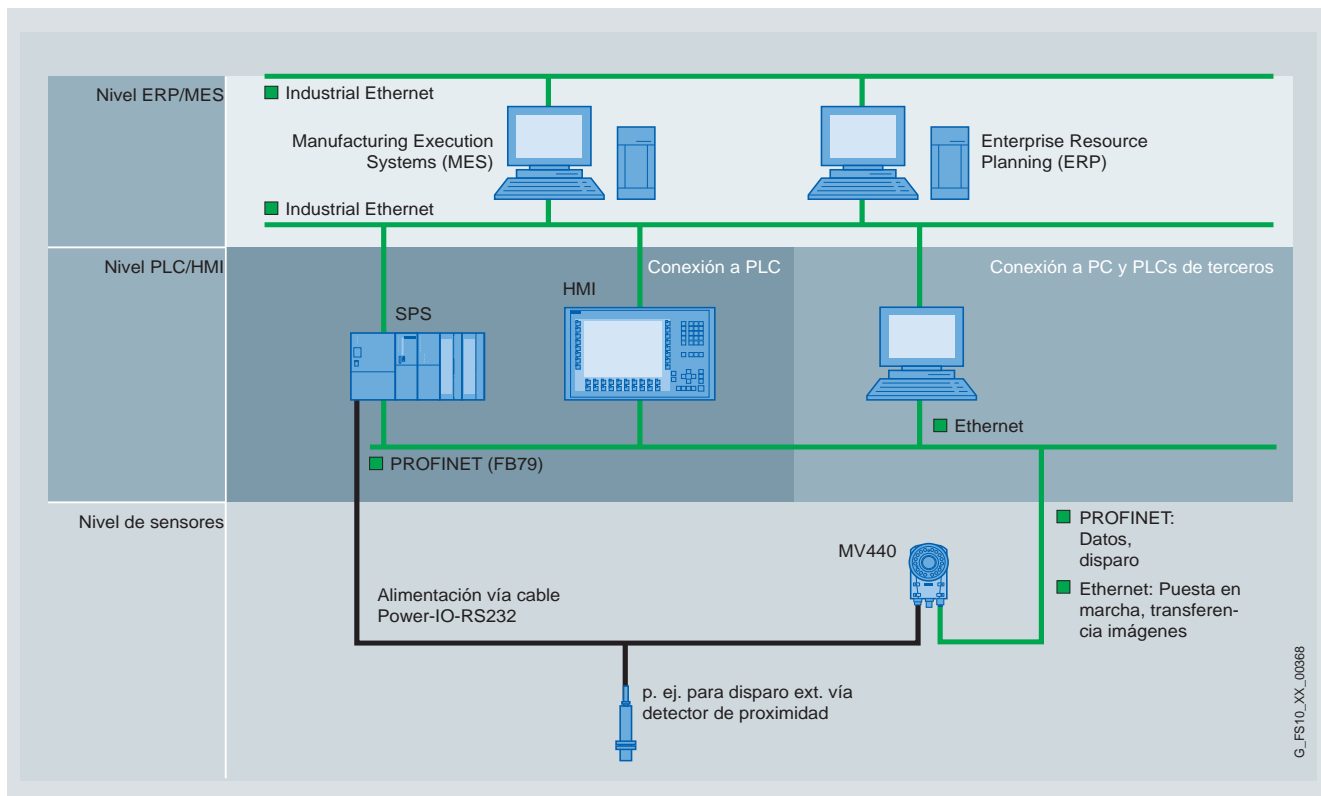 Nivel ERP/MES
Industrial Ethernet
Manufacturing Execution
Systems (MES)
Enterprise Resource
Planning (ERP)
Industrial Ethernet
Nivel PLC/HMI
Conexión a PLC
Conexión a PC y PLCs de terceros
HMI
SPS
Ethernet
PROFINET (FB79)
Nivel de sensores
PROFINET:
Datos,
disparo
MV440
Ethernet: Puesta en
marcha, transferen-
cia imágenes
Alimentación vía cable
Power-IO-RS232
p. ej. para disparo ext. vía
detector de proximidad
G_FS10_XX_00368